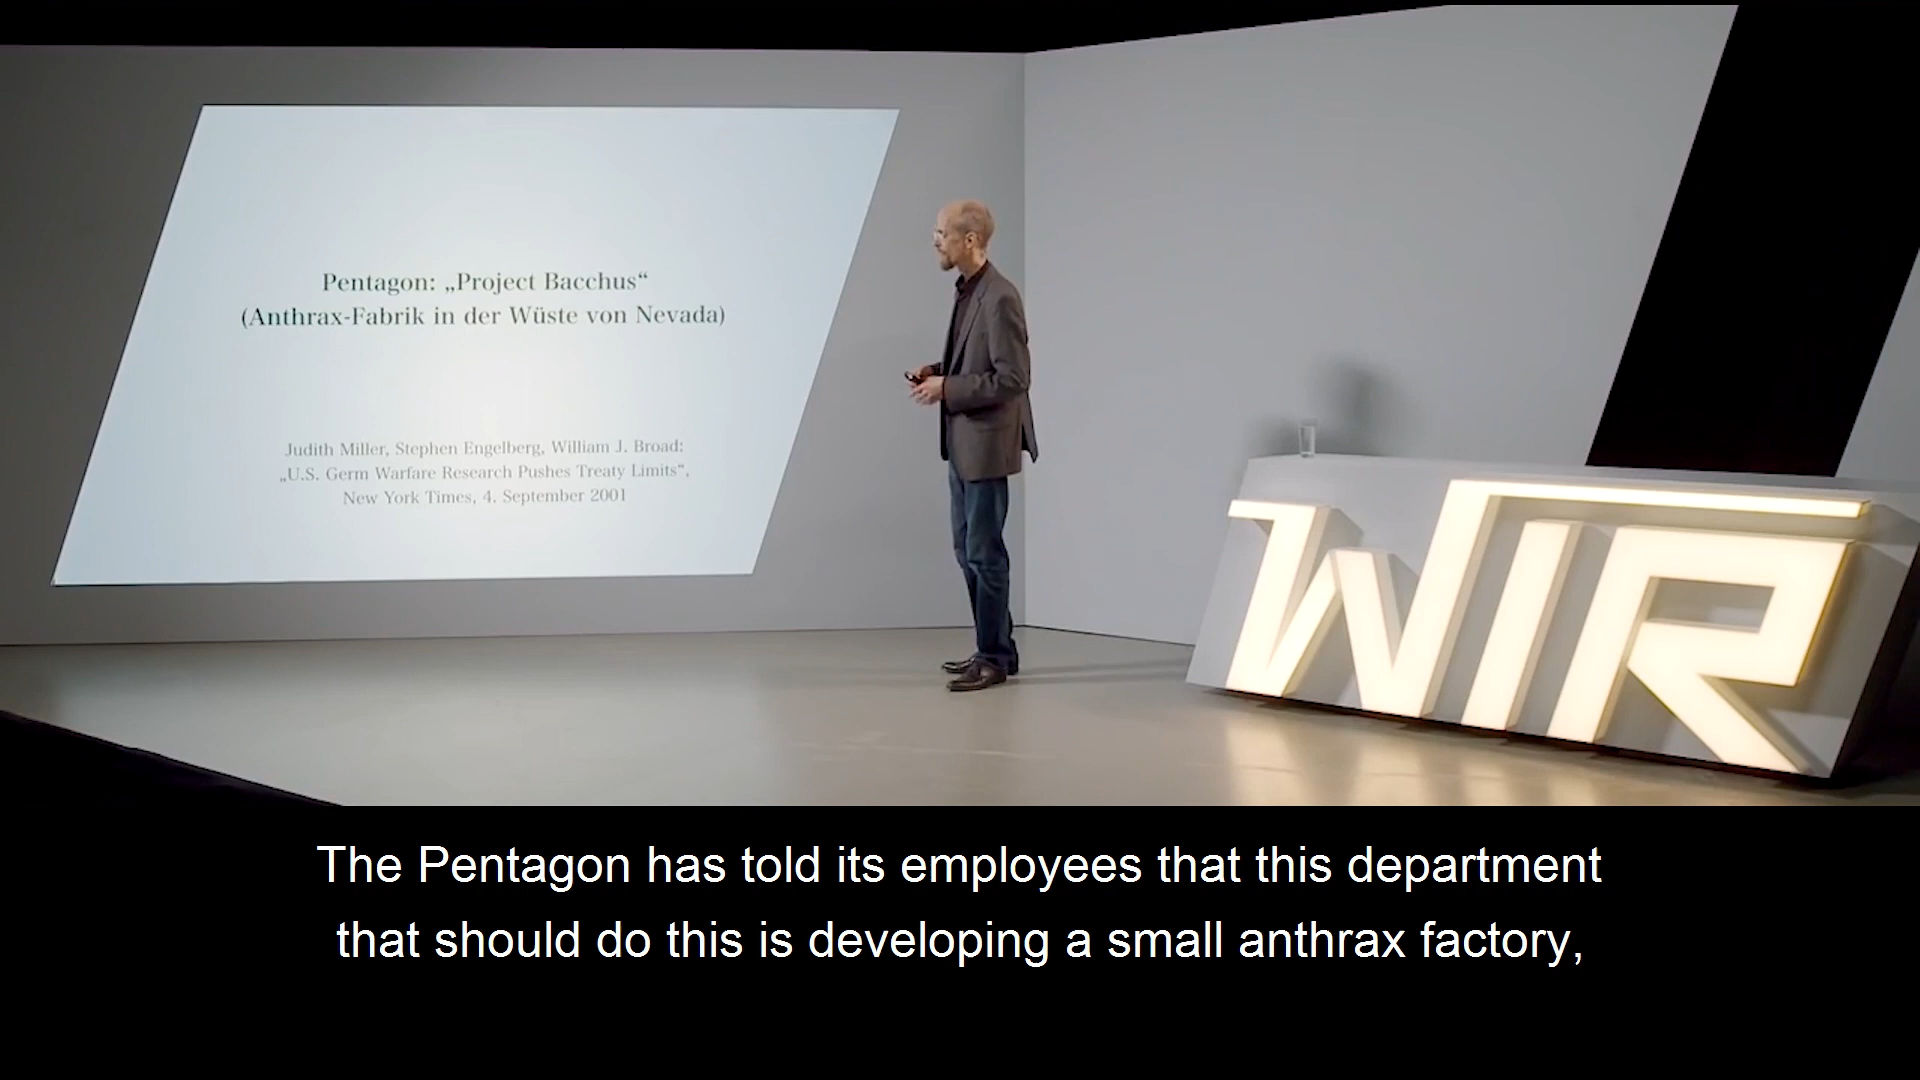 Pentagon: „Project Bacchus“
(Anthrax-Fabrik in der Wüste von Nevada)
Judith Miller, Stephen Engelberg, William J. Broad:
„U.S. Germ Warfare Research Pushes Treaty Limits“,
New York Times, 4. September 2001
WIR
The Pentagon has told its employees that this department
that should do this is developing a small anthrax factory,